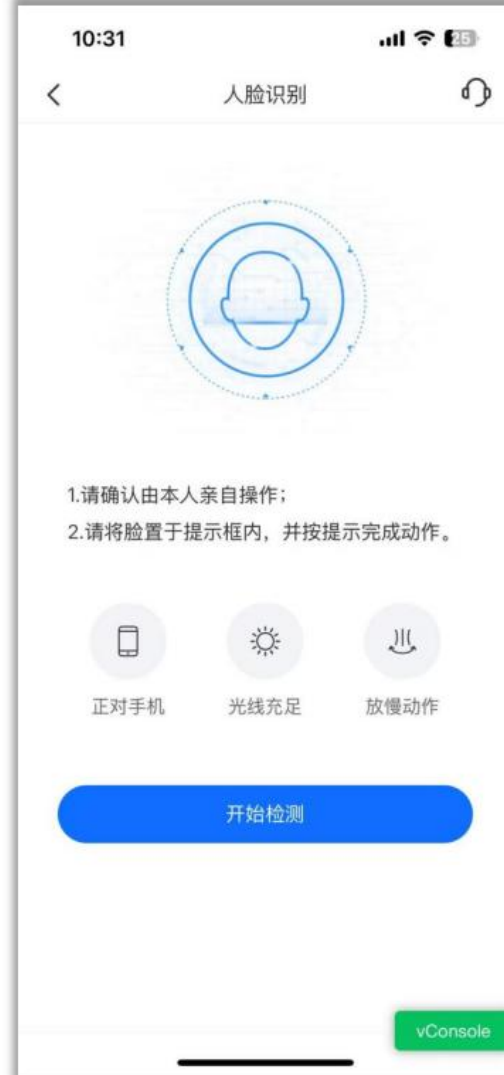 10:31
25
人脸识别
1.请确认由本人亲自操作;
2.请将脸置于提示框内, 并按提示完成动作。
正对手机
光线充足
放慢动作
开始检测
vConsole